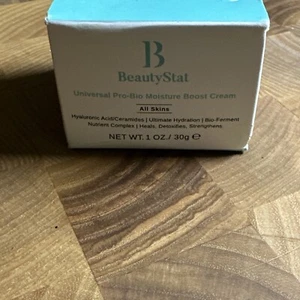 B
BeautyStat
Universal Pro-Bio Moisture Boost Cream
All Skins
Hyaluronic Acid/Ceramides | Ultimate Hydration | Bio-Ferment
Nutrient Complex | Heals, Detoxifies, Strengthens.
NET WT. 1 OZ./ 30g ℮